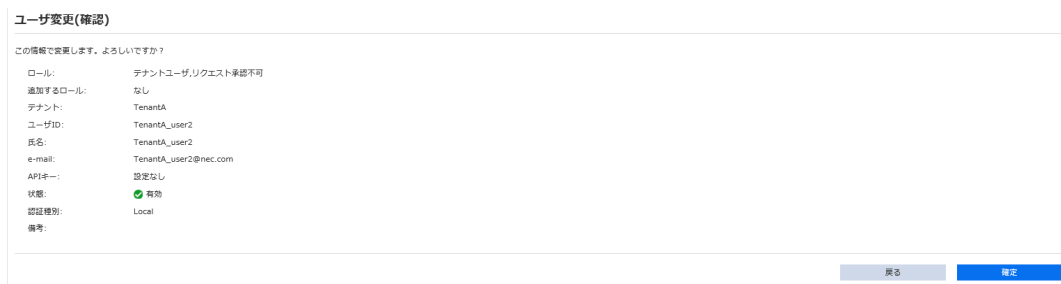 ユーザ変更(確認)
この情報で変更します。よろしいですか？
ロール: テナントユーザ,リクエスト承認不可
追加するロール: なし
テナント: TenantA
ユーザID: TenantA_user2
氏名: TenantA_user2
e-mail: TenantA_user2@nec.com
APIキー: 設定なし
状態: 有効
認証種別: Local
備考:
戻る 確定